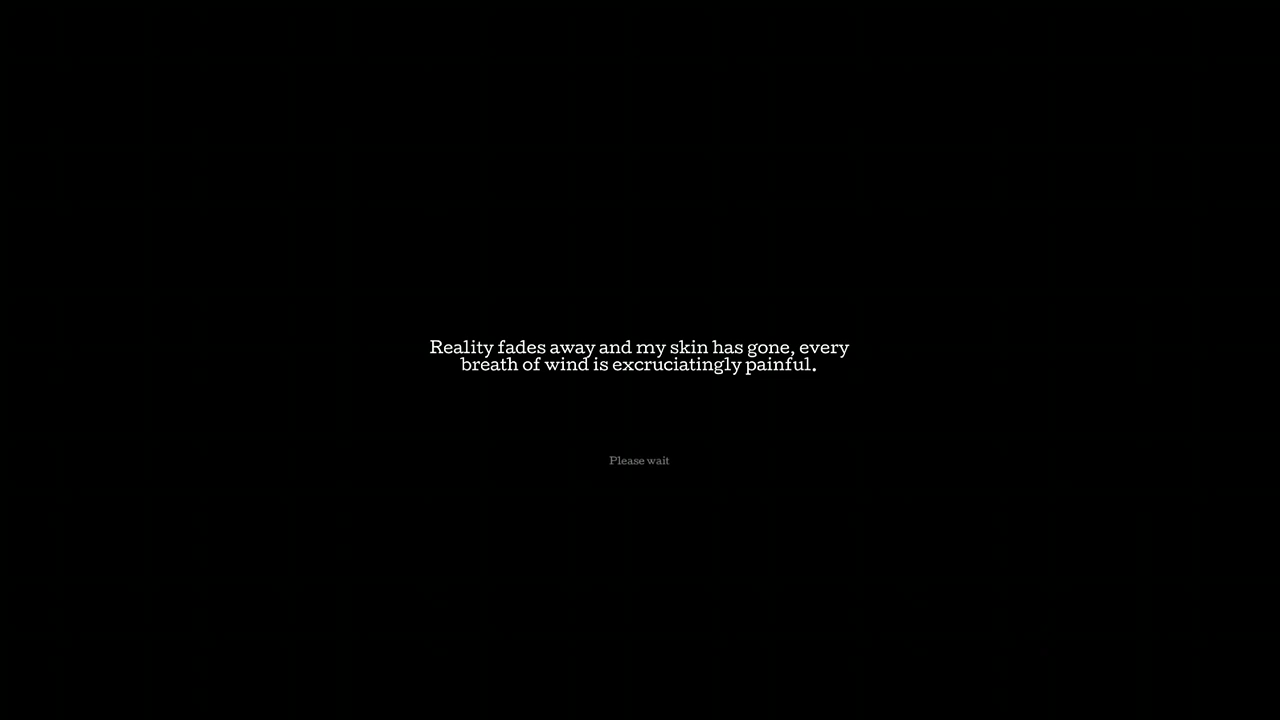 Reality fades away and my skin has gone, every
breath of wind is excruciatingly painful.
Please wait